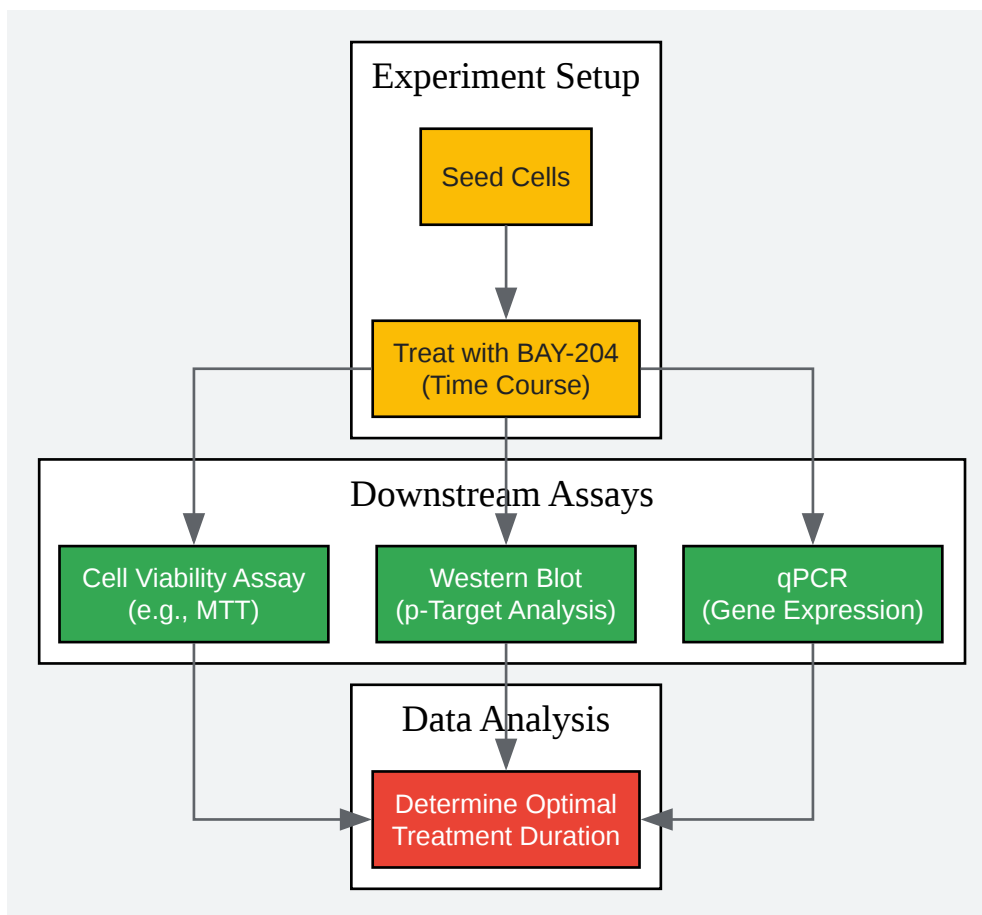 Experiment Setup
Seed Cells
Treat with BAY-204
(Time Course)
Downstream Assays
Cell Viability Assay
(e.g., MTT)
Western Blot
(p-Target Analysis)
qPCR
(Gene Expression)
Data Analysis
Determine Optimal
Treatment Duration